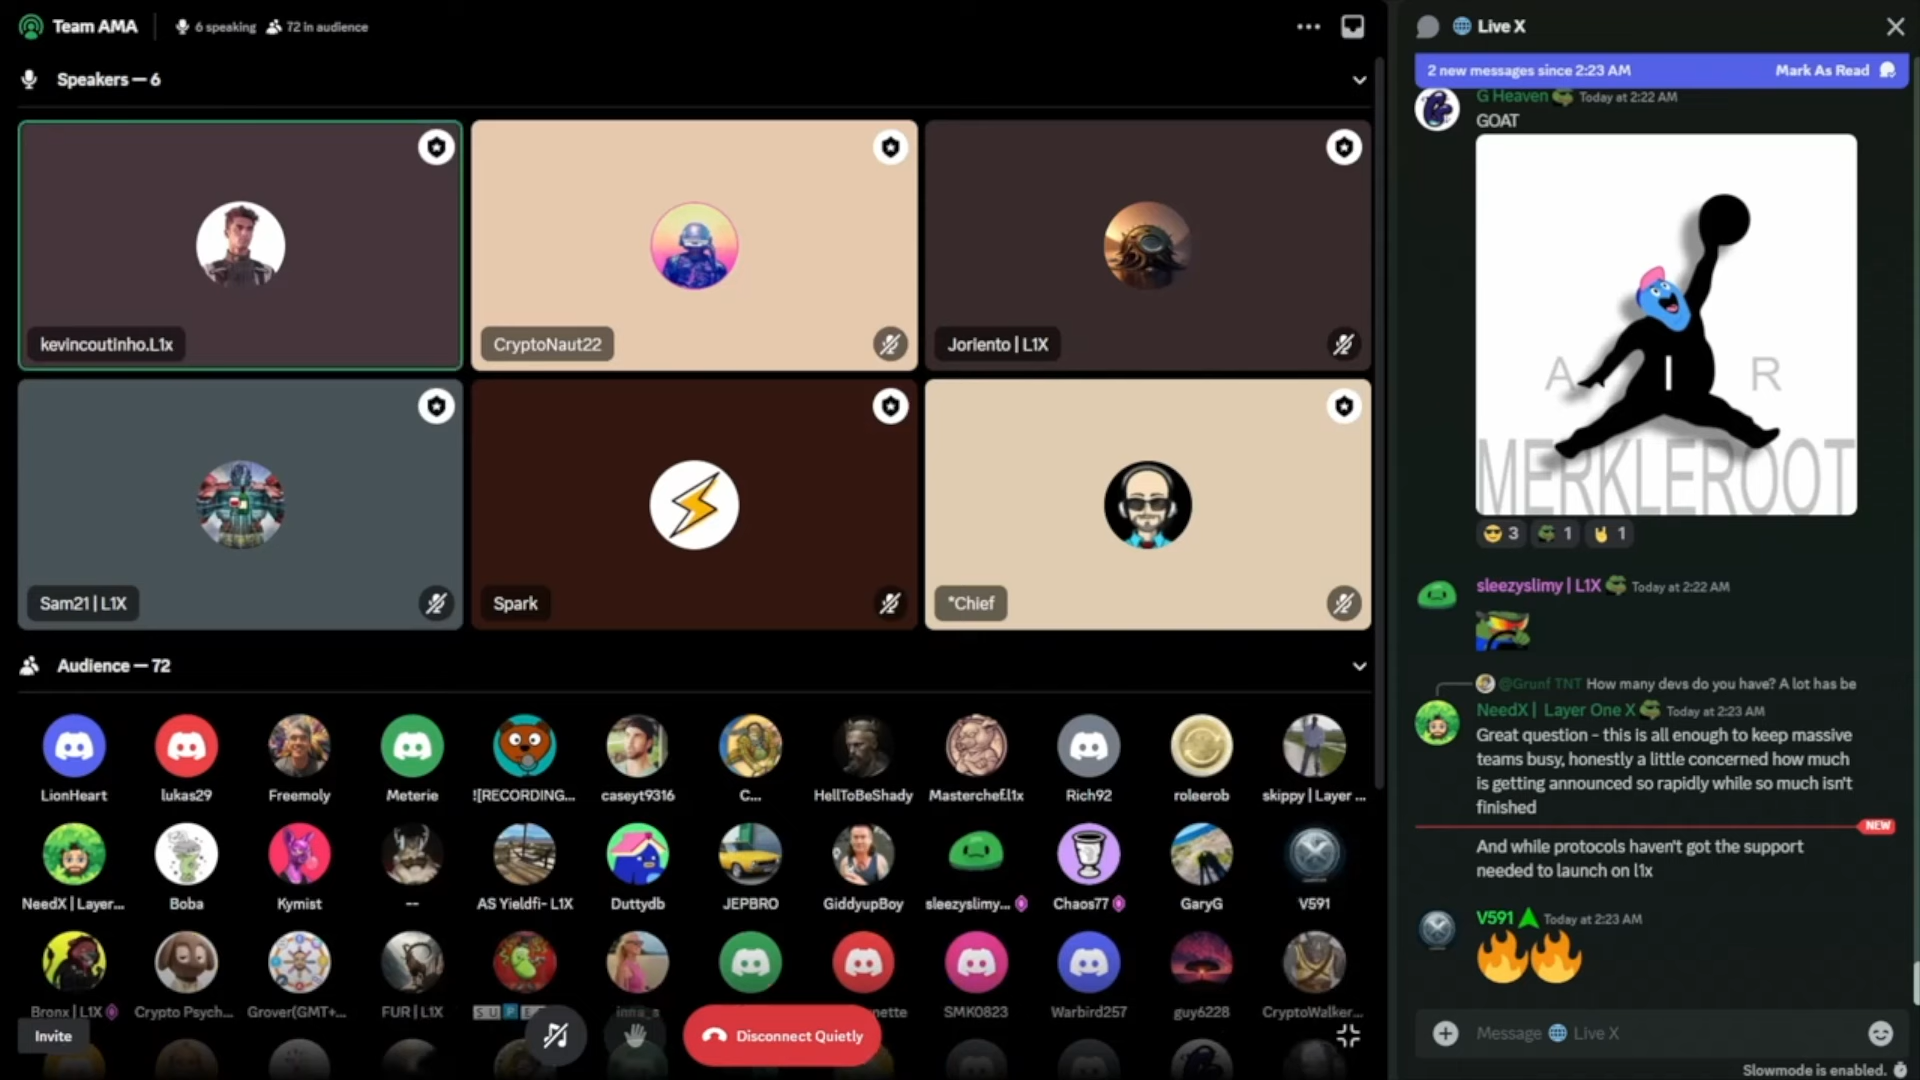 Team AMA
6 speaking
72 in audience
Speakers — 6
kevincoutinho.L1x
CryptoNaut22
Joriento | L1X
Sam21 | L1X
Spark
*Chief
Audience — 72
LionHeart
lukas29
Freemoly
Meterie
![RECORDING...
caseyt9316
C...
HellToBeShady
Masterchef.l1x
Rich92
roleerob
skippy | Layer ...
NeedX | Layer...
Boba
Kymist
--
AS Yieldfi- L1X
Duttydb
JEPBRO
GiddyupBoy
sleezyslimy...
Chaos77
GaryG
V591
Bronx | L1X
Crypto Psych...
Grover(GMT+...
FUR | L1X
SUPE
inna_s
nette
SMK0823
Warbird257
guy6228
CryptoWalker...
Invite
Disconnect Quietly
Live X
2 new messages since 2:23 AM
Mark As Read
G Heaven Today at 2:22 AM
GOAT
A I R
MERKLEROOT
3 1 1
sleezyslimy | L1X Today at 2:22 AM
@Grunf TNT How many devs do you have? A lot has be
NeedX | Layer One X Today at 2:23 AM
Great question - this is all enough to keep massive
teams busy, honestly a little concerned how much
is getting announced so rapidly while so much isn't
finished
NEW
And while protocols haven't got the support
needed to launch on l1x
V591 Today at 2:23 AM
Message Live X
Slowmode is enabled.